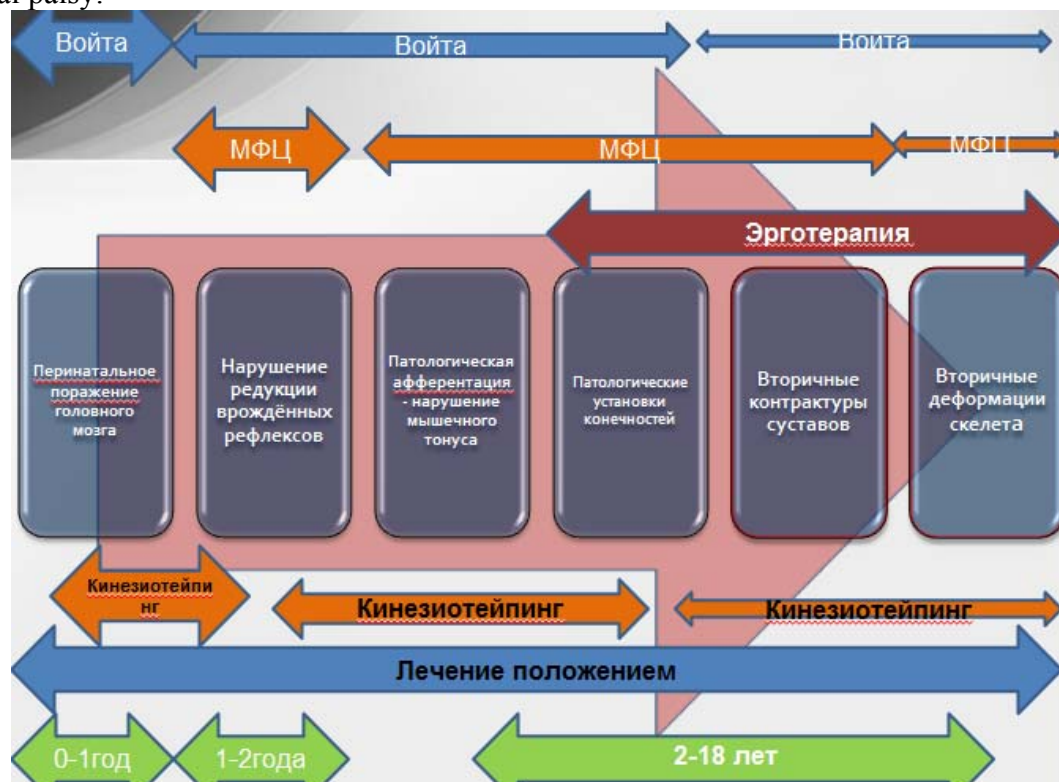 al palsy.
Войта
Войта
Войта
МФЦ
МФЦ
МФЦ
Эрготерапия
Перинатальное
поражение
головного
мозга
Нарушение
редукции
врождённых
рефлексов
Патологическая
афферентация
- нарушение
мышечного
тонуса
Патологические
установки
конечностей
Вторичные
контрактуры
суставов
Вторичные
деформации
скелета
Кинезиотейпи
нг
Кинезиотейпинг
Кинезиотейпинг
Лечение положением
0-1год
1-2года
2-18 лет